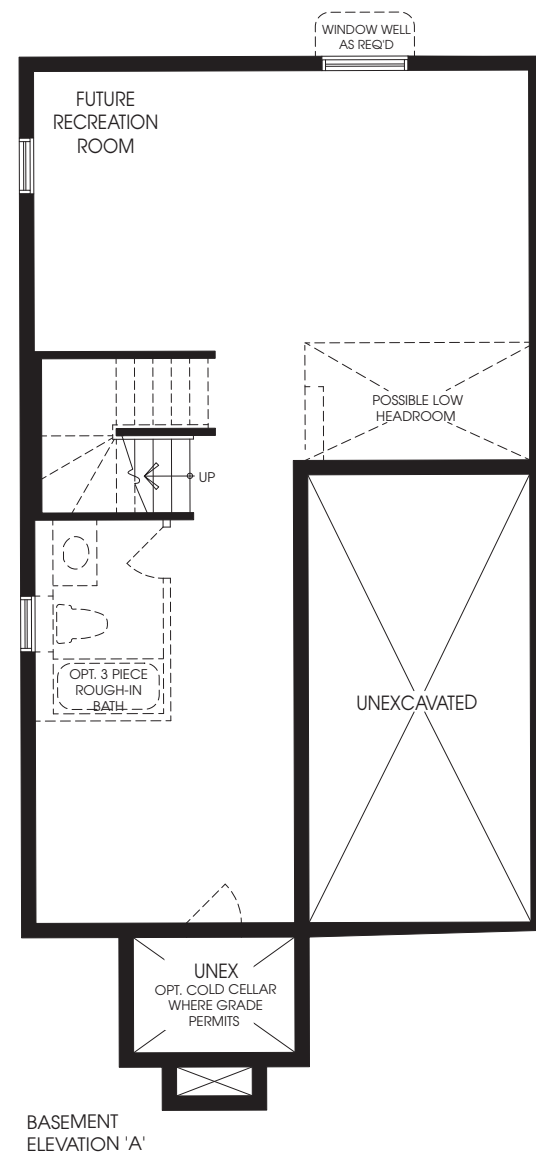 WINDOW WELL
AS REQ'D
FUTURE
RECREATION
ROOM
POSSIBLE LOW
HEADROOM
UP
OPT. 3 PIECE
ROUGH-IN
BATH
UNEXCAVATED
UNEX
OPT. COLD CELLAR
WHERE GRADE
PERMITS
BASEMENT
ELEVATION 'A'